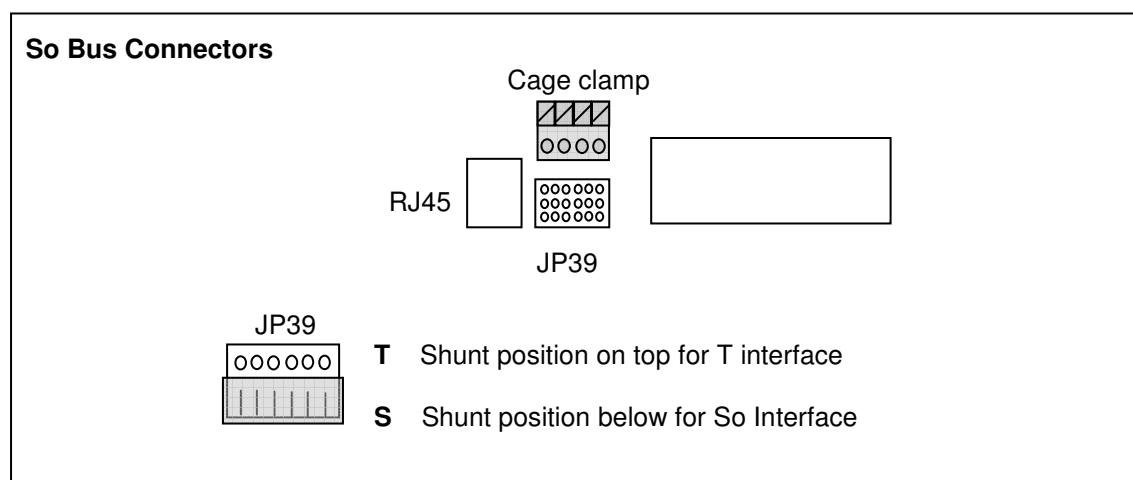 So Bus Connectors
Cage clamp
RJ45
JP39
JP39
T Shunt position on top for T interface
S Shunt position below for So Interface